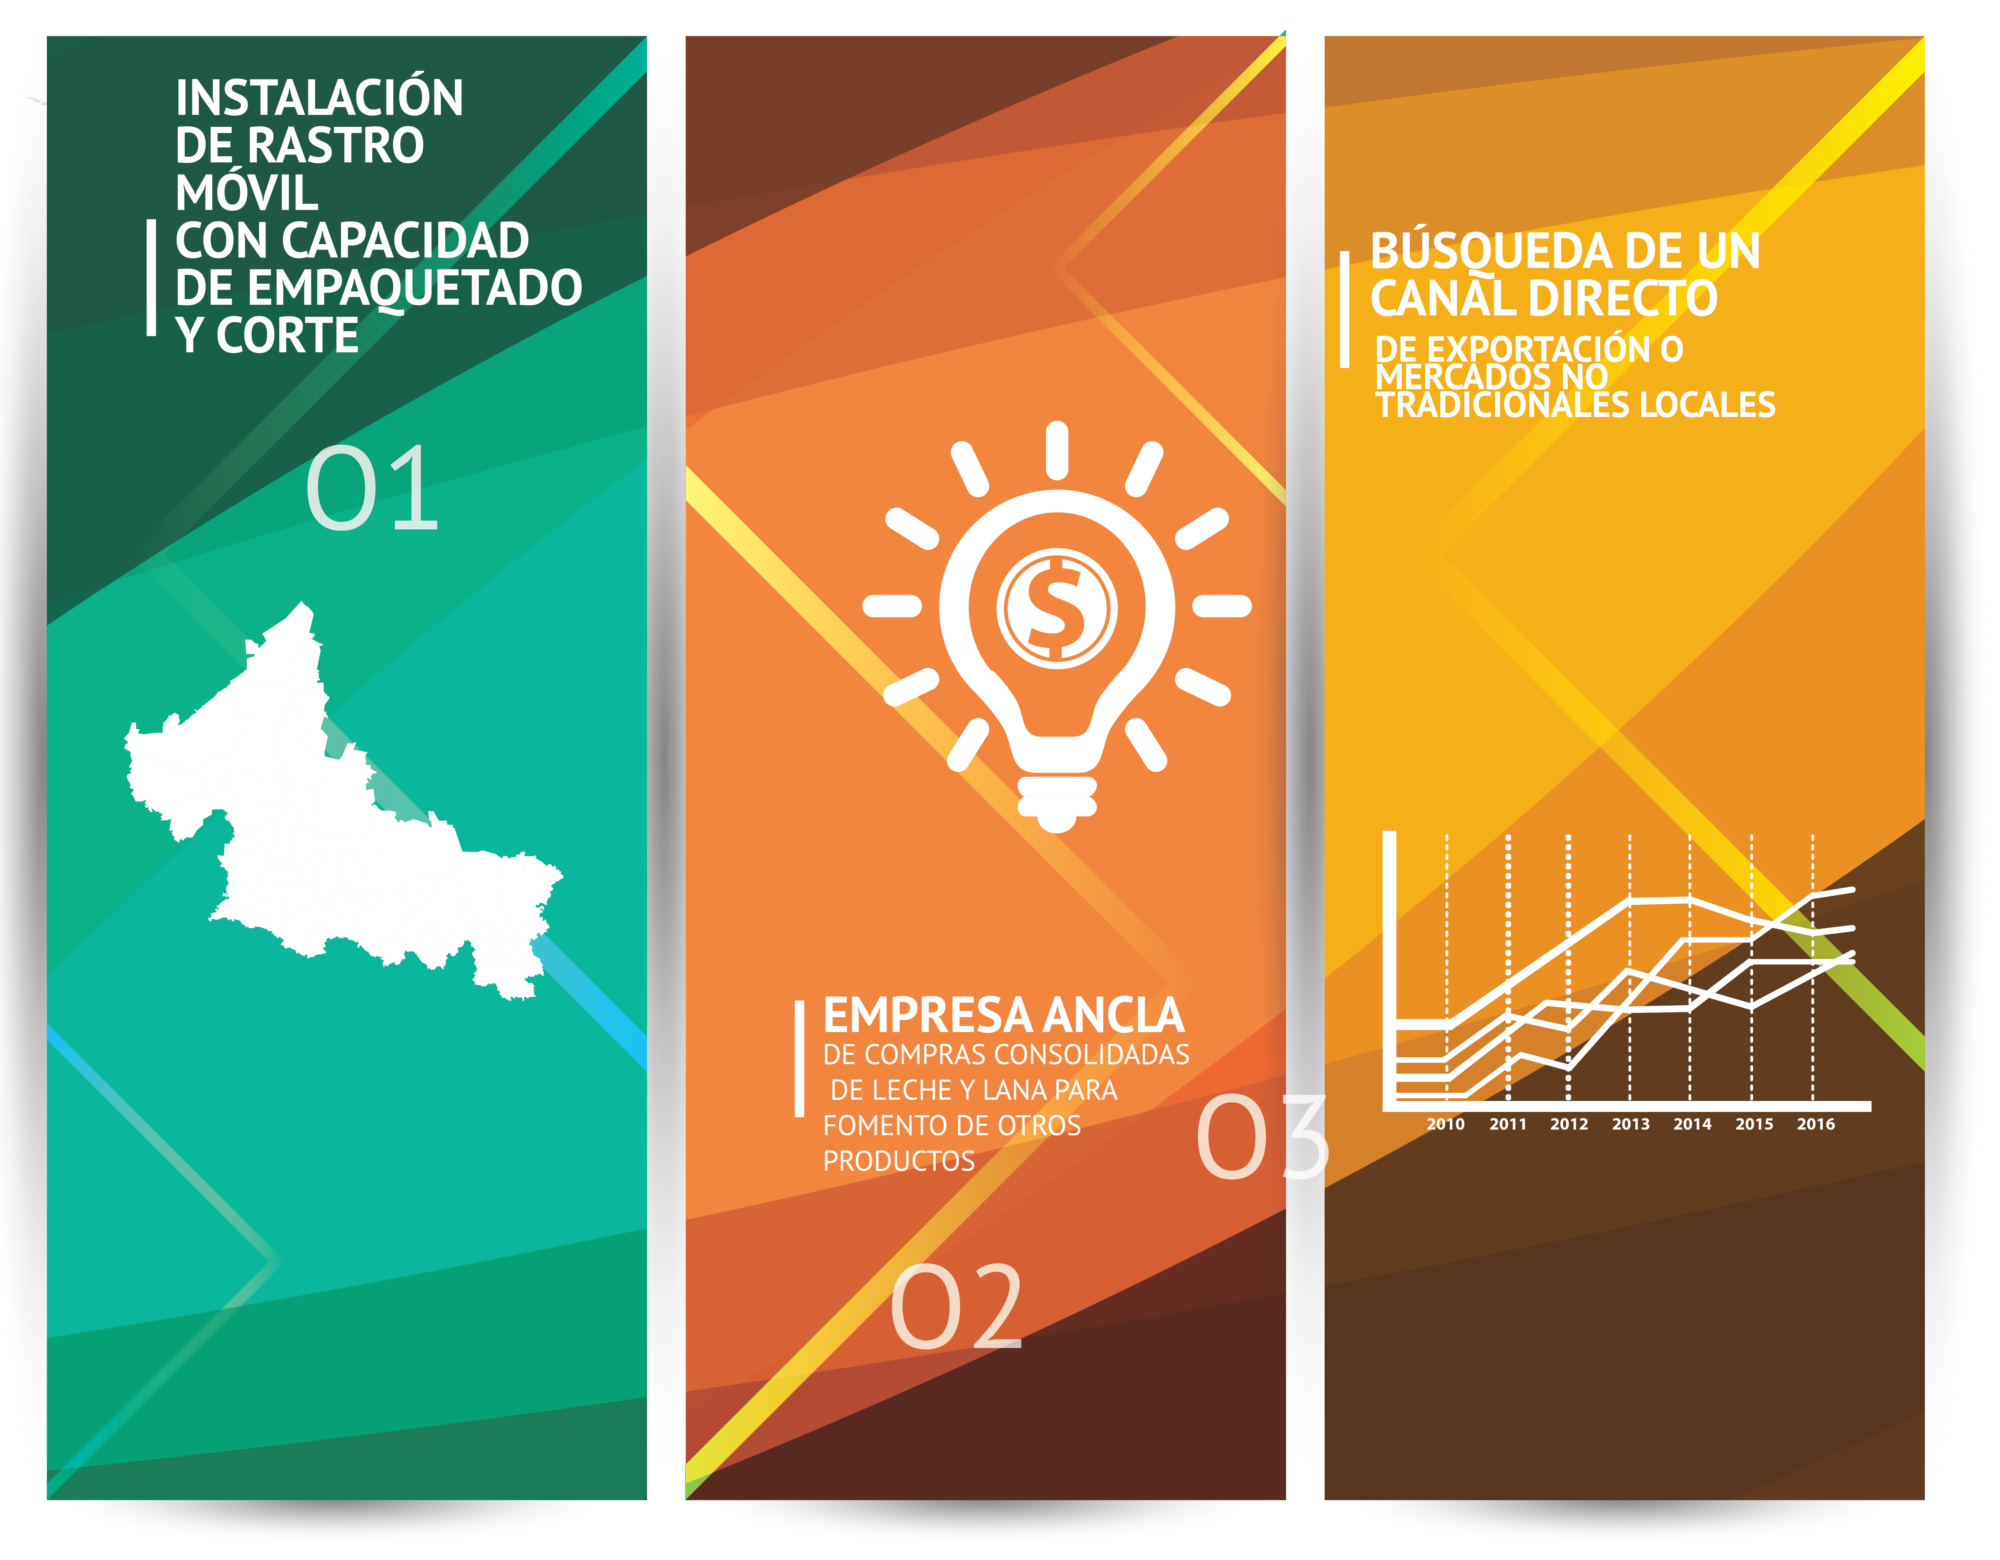 INSTALACIÓN
DE RASTRO
MÓVIL
CON CAPACIDAD
DE EMPAQUETADO
Y CORTE
01
$
EMPRESA ANCLA
DE COMPRAS CONSOLIDADAS
DE LECHE Y LANA PARA
FOMENTO DE OTROS
PRODUCTOS
02
03
BÚSQUEDA DE UN
CANAL DIRECTO
DE EXPORTACIÓN O
MERCADOS NO
TRADICIONALES LOCALES
2010 2011 2012 2013 2014 2015 2016